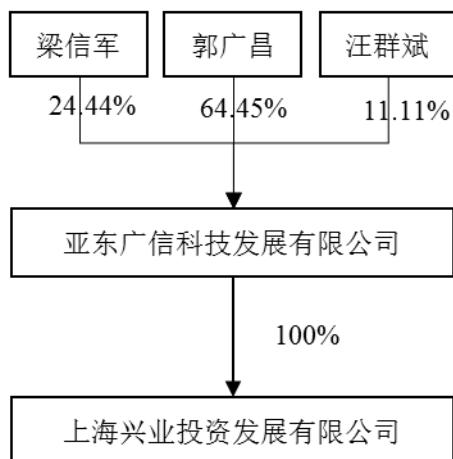 梁信军
郭广昌
汪群斌
24.44%
64.45%
11.11%
亚东广信科技发展有限公司
100%
上海兴业投资发展有限公司